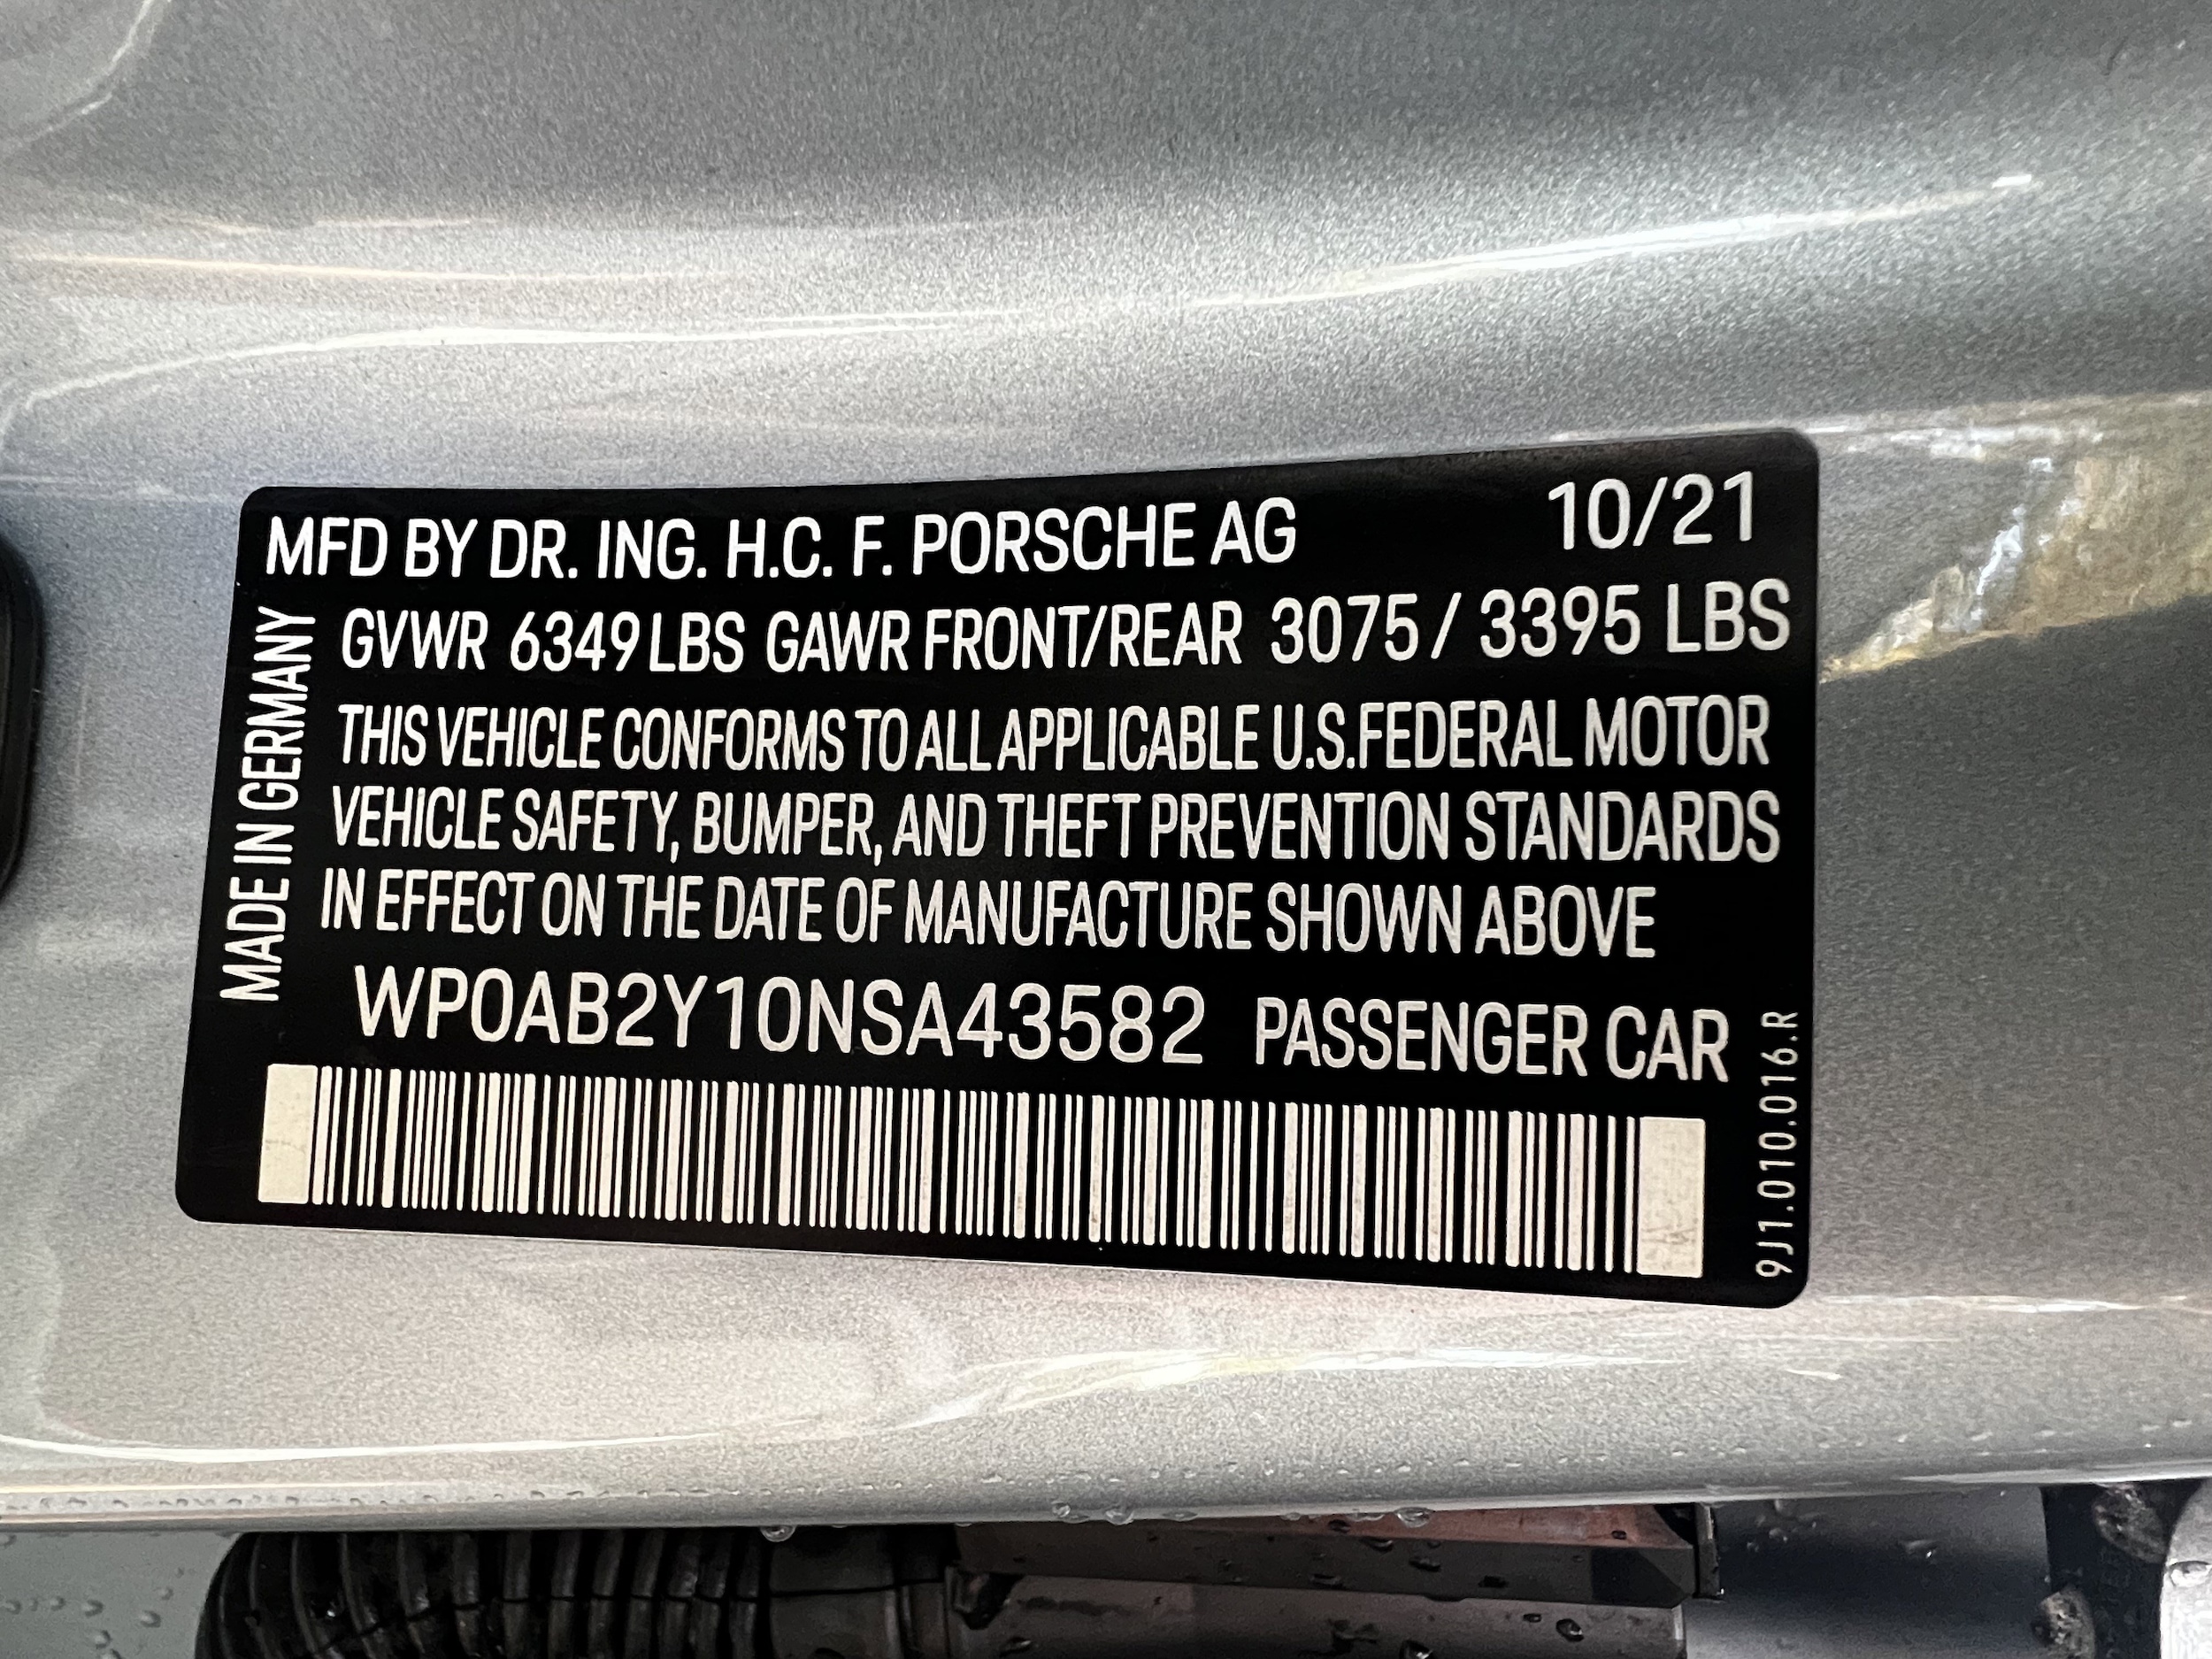 MFD BY DR. ING. H.C. F. PORSCHE AG 10/21
GVWR 6349 LBS GAWR FRONT/REAR 3075 / 3395 LBS
THIS VEHICLE CONFORMS TO ALL APPLICABLE U.S.FEDERAL MOTOR
VEHICLE SAFETY, BUMPER, AND THEFT PREVENTION STANDARDS
IN EFFECT ON THE DATE OF MANUFACTURE SHOWN ABOVE
WP0AB2Y10NSA43582 PASSENGER CAR
MADE IN GERMANY
9J1.010.016.R